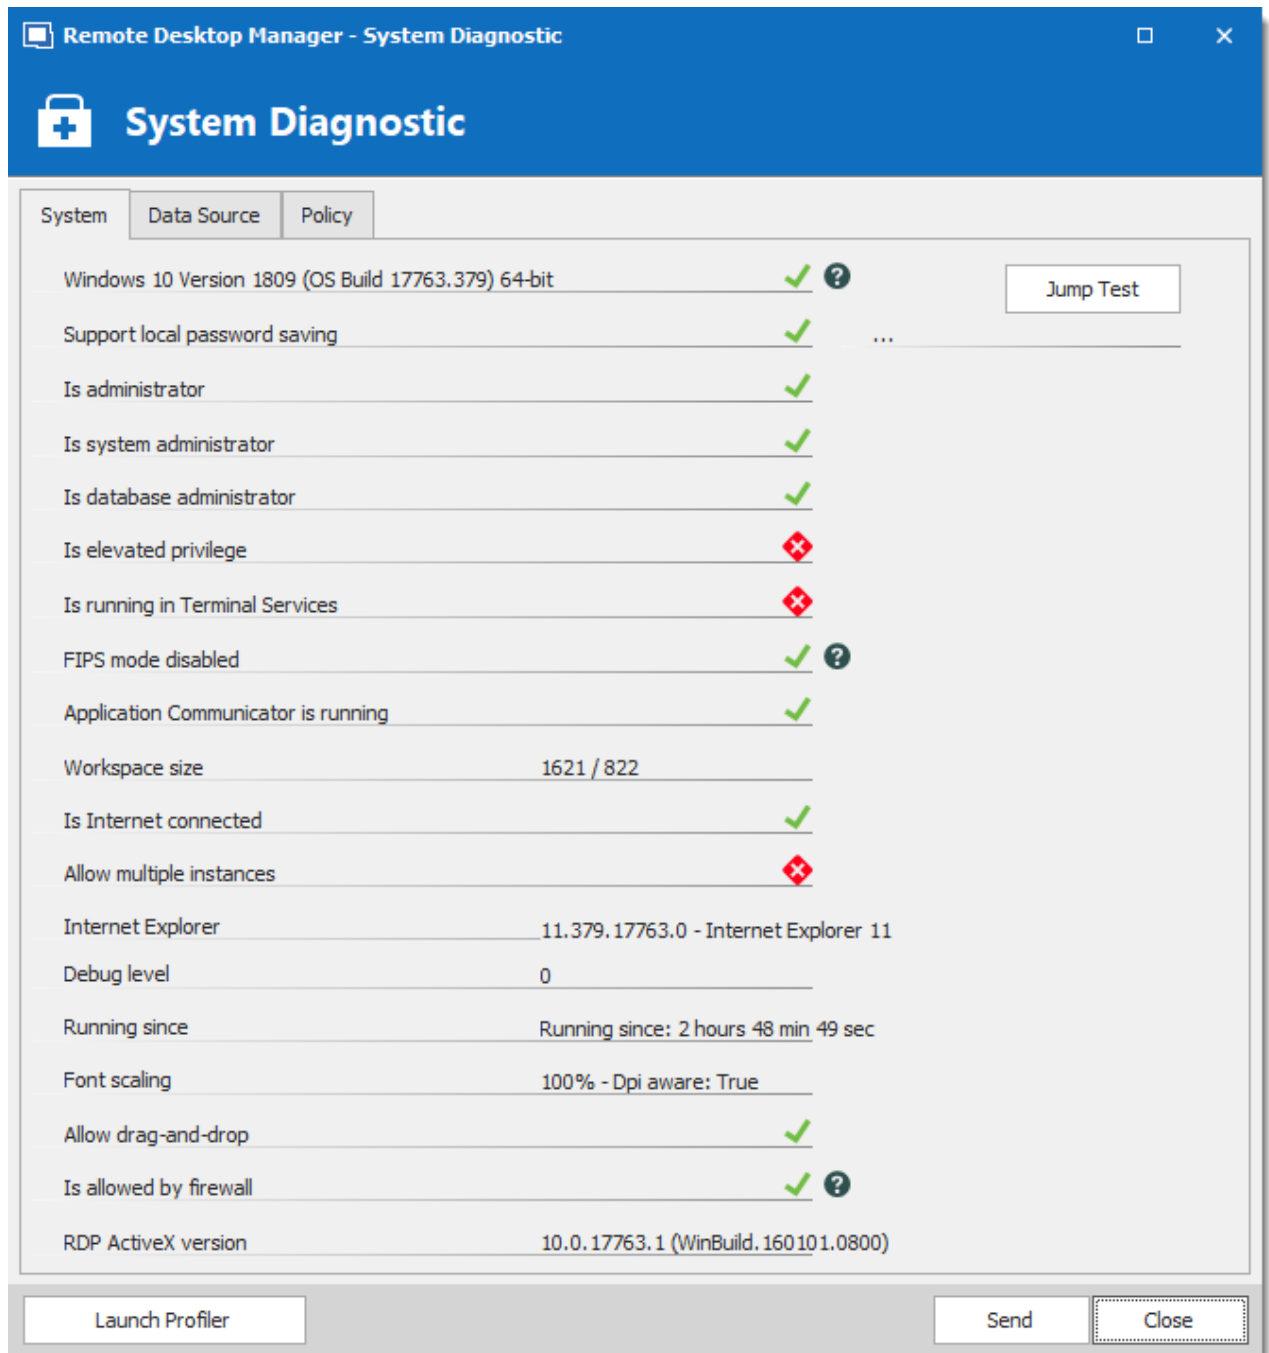 Remote Desktop Manager - System Diagnostic
System Diagnostic
System Data Source Policy
Windows 10 Version 1809 (OS Build 17763.379) 64-bit
Jump Test
Support local password saving
...
Is administrator
Is system administrator
Is database administrator
Is elevated privilege
Is running in Terminal Services
FIPS mode disabled
Application Communicator is running
Workspace size 1621 / 822
Is Internet connected
Allow multiple instances
Internet Explorer 11.379.17763.0 - Internet Explorer 11
Debug level 0
Running since Running since: 2 hours 48 min 49 sec
Font scaling 100% - Dpi aware: True
Allow drag-and-drop
Is allowed by firewall
RDP ActiveX version 10.0.17763.1 (WinBuild.160101.0800)
Launch Profiler Send Close